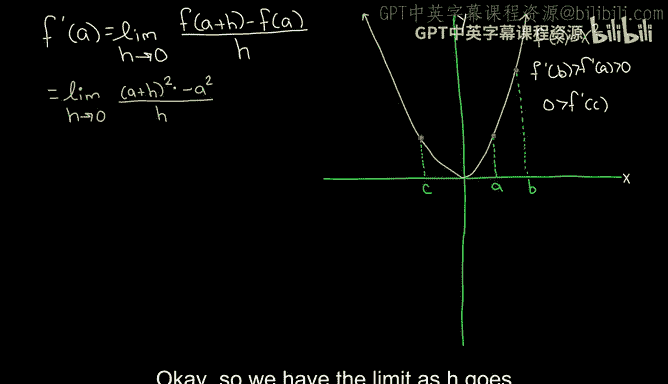 GPT中英字幕课程资源@bilibili.com
GPT中英字幕课程资源 bilibili
f'(a) = lim h→0 f(a+h) - f(a) / h
= lim h→0 (a+h)² - a² / h
f'(b) > f'(a) > 0
0 > f'(c)
c a b x
Okay, so we have the limit as h goes